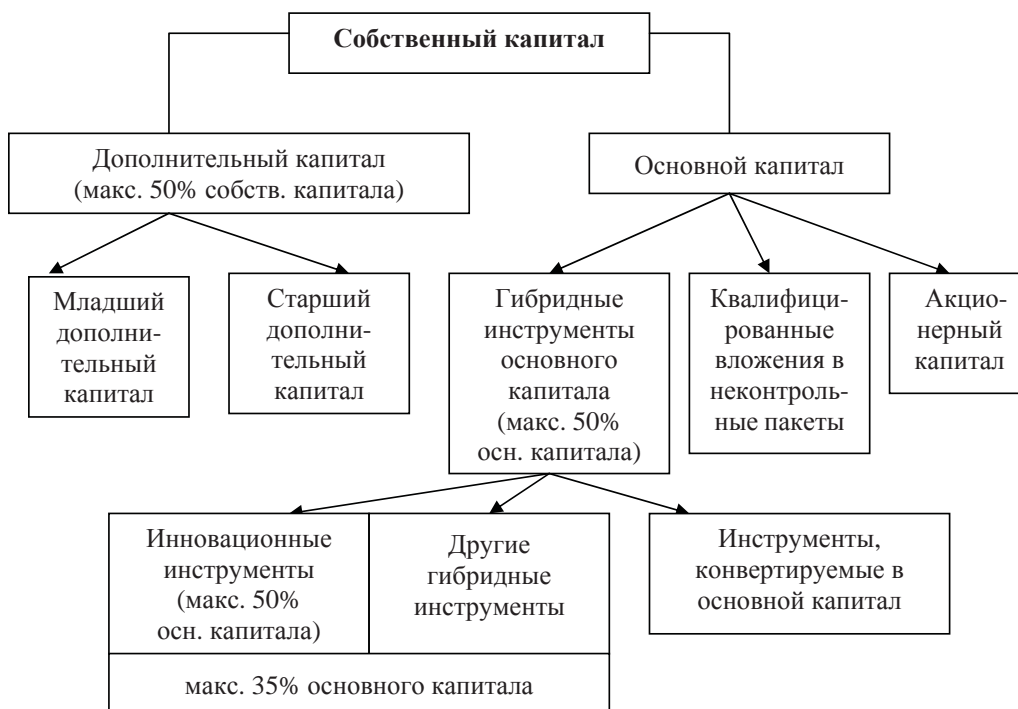 Собственный капитал
Дополнительный капитал
(макс. 50% собств. капитала)
Основной капитал
Младший
дополни-
тельный
капитал
Старший
дополни-
тельный
капитал
Гибридные
инструменты
основного
капитала
(макс. 50%
осн. капитала)
Квалифици-
рованные
вложения в
неконтроль-
ные пакеты
Акцио-
нерный
капитал
Инновационные
инструменты
(макс. 50%
осн. капитала)
Другие
гибридные
инструменты
Инструменты,
конвертируемые в
основной капитал
макс. 35% основного капитала